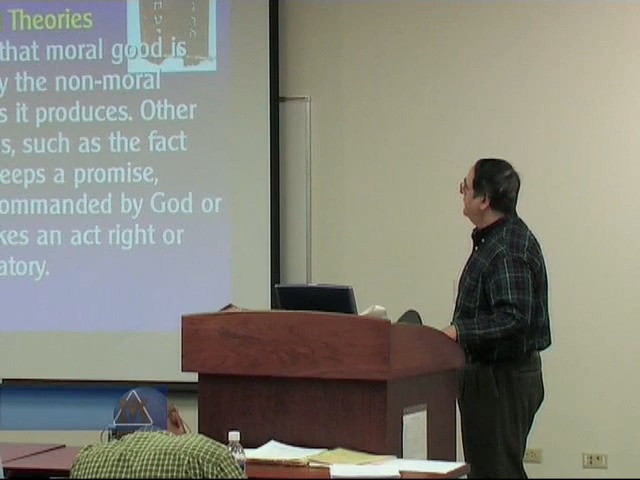 Theories
that moral good is
y the non-moral
s it produces. Other
s, such as the fact
eeps a promise,
ommanded by God or
kes an act right or
atory.